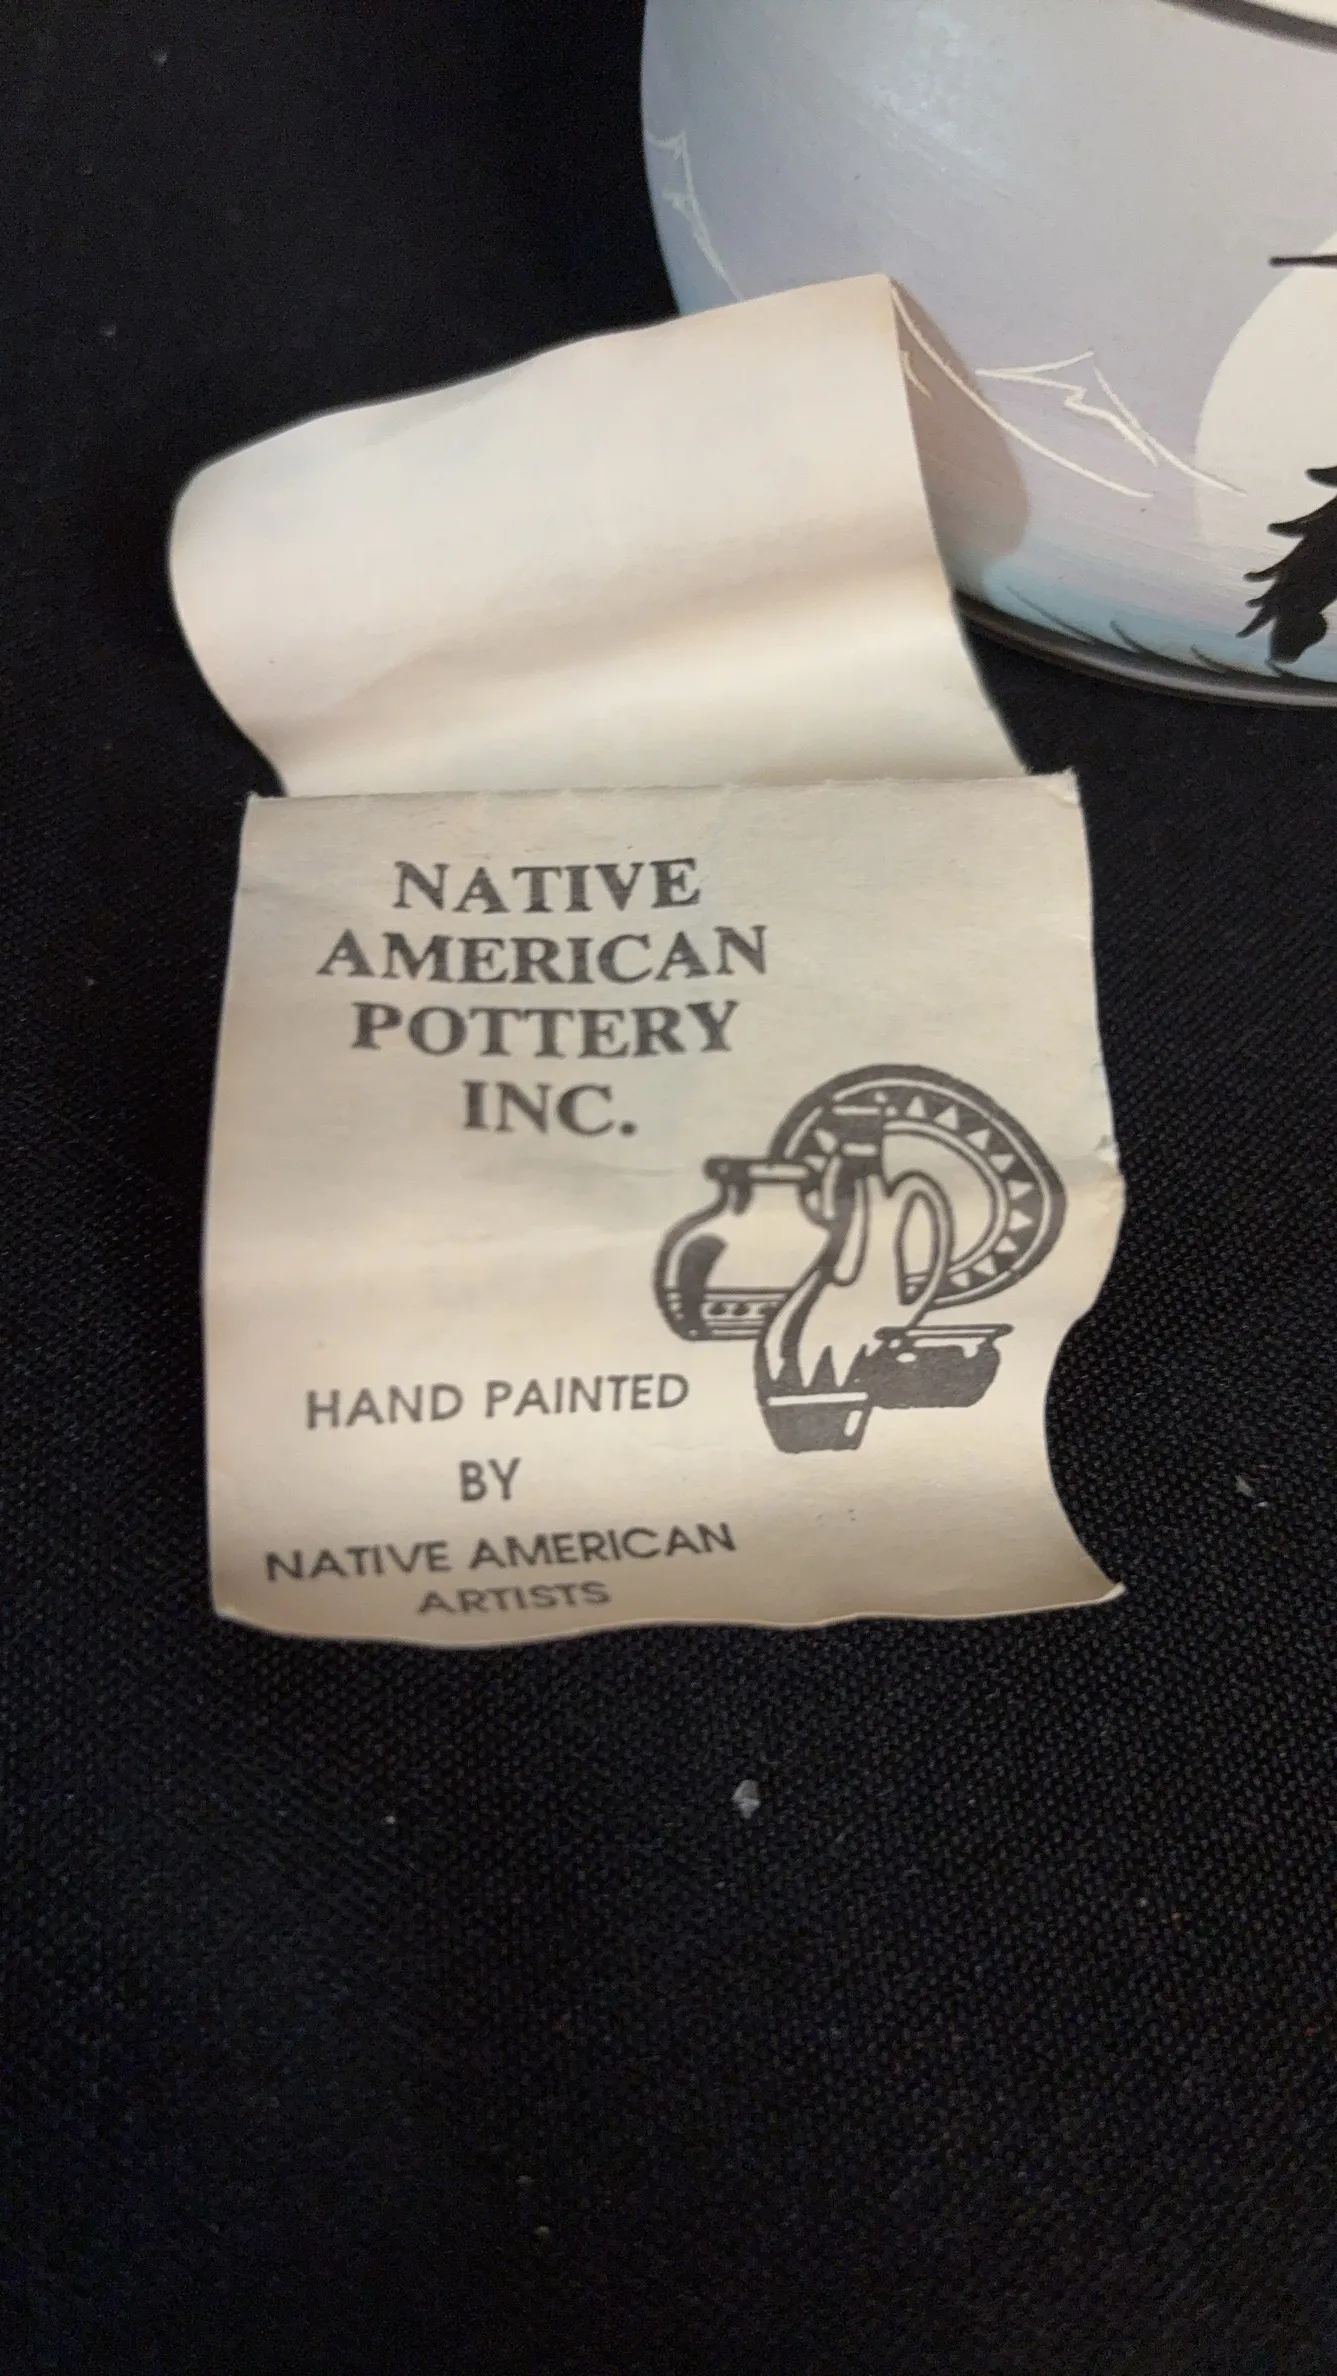 NATIVE
AMERICAN
POTTERY
INC.
HAND PAINTED
BY
NATIVE AMERICAN
ARTISTS